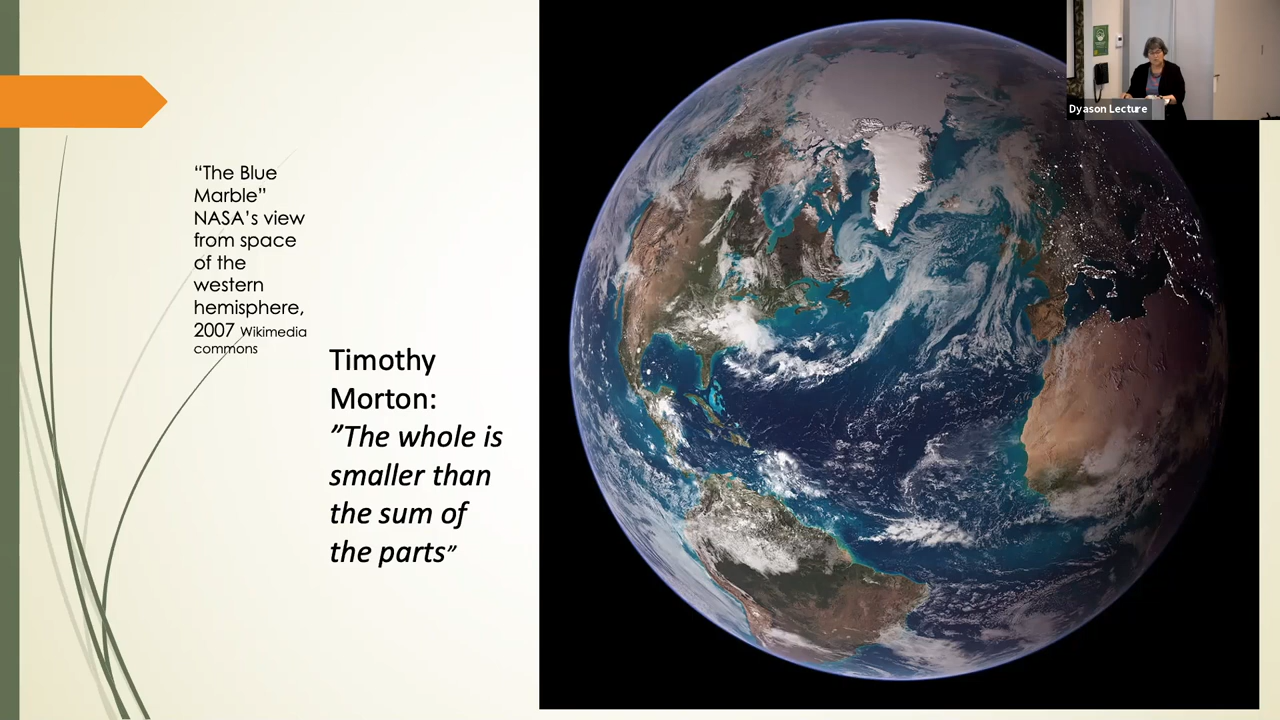 “The Blue
Marble”
NASA’s view
from space
of the
western
hemisphere,
2007 Wikimedia
commons
Timothy
Morton:
”The whole is
smaller than
the sum of
the parts”
Dyason Lecture